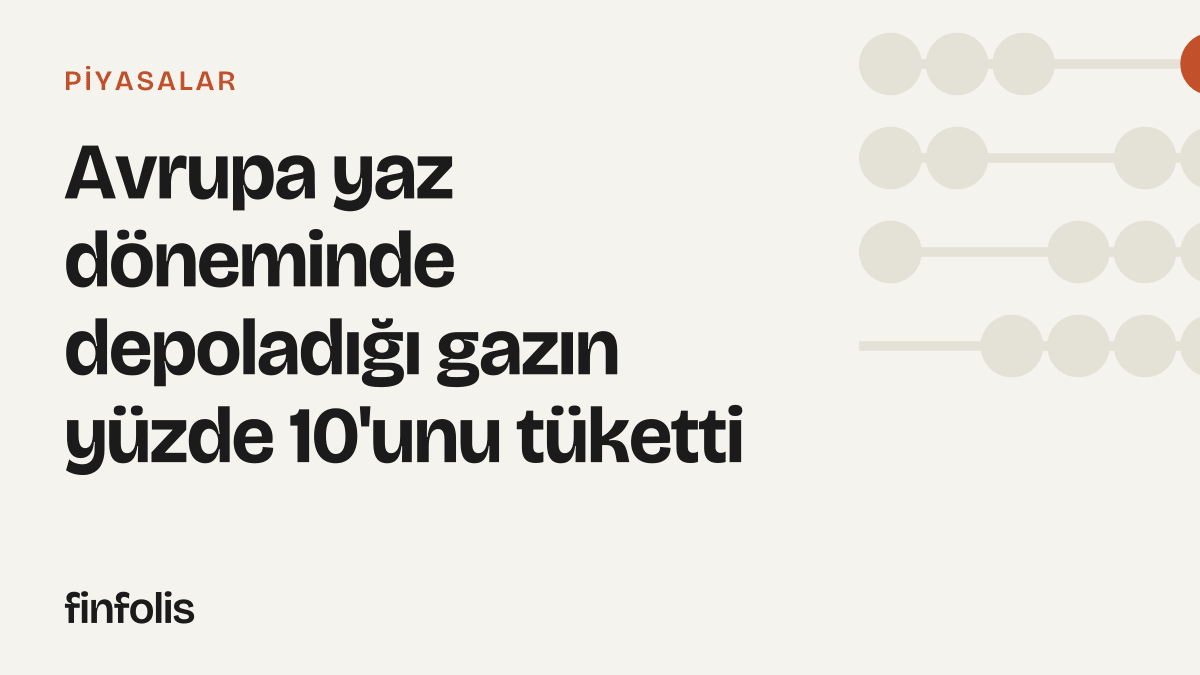 PİYASALAR
Avrupa yaz
döneminde
depoladığı gazın
yüzde 10'unu tüketti
finfolis